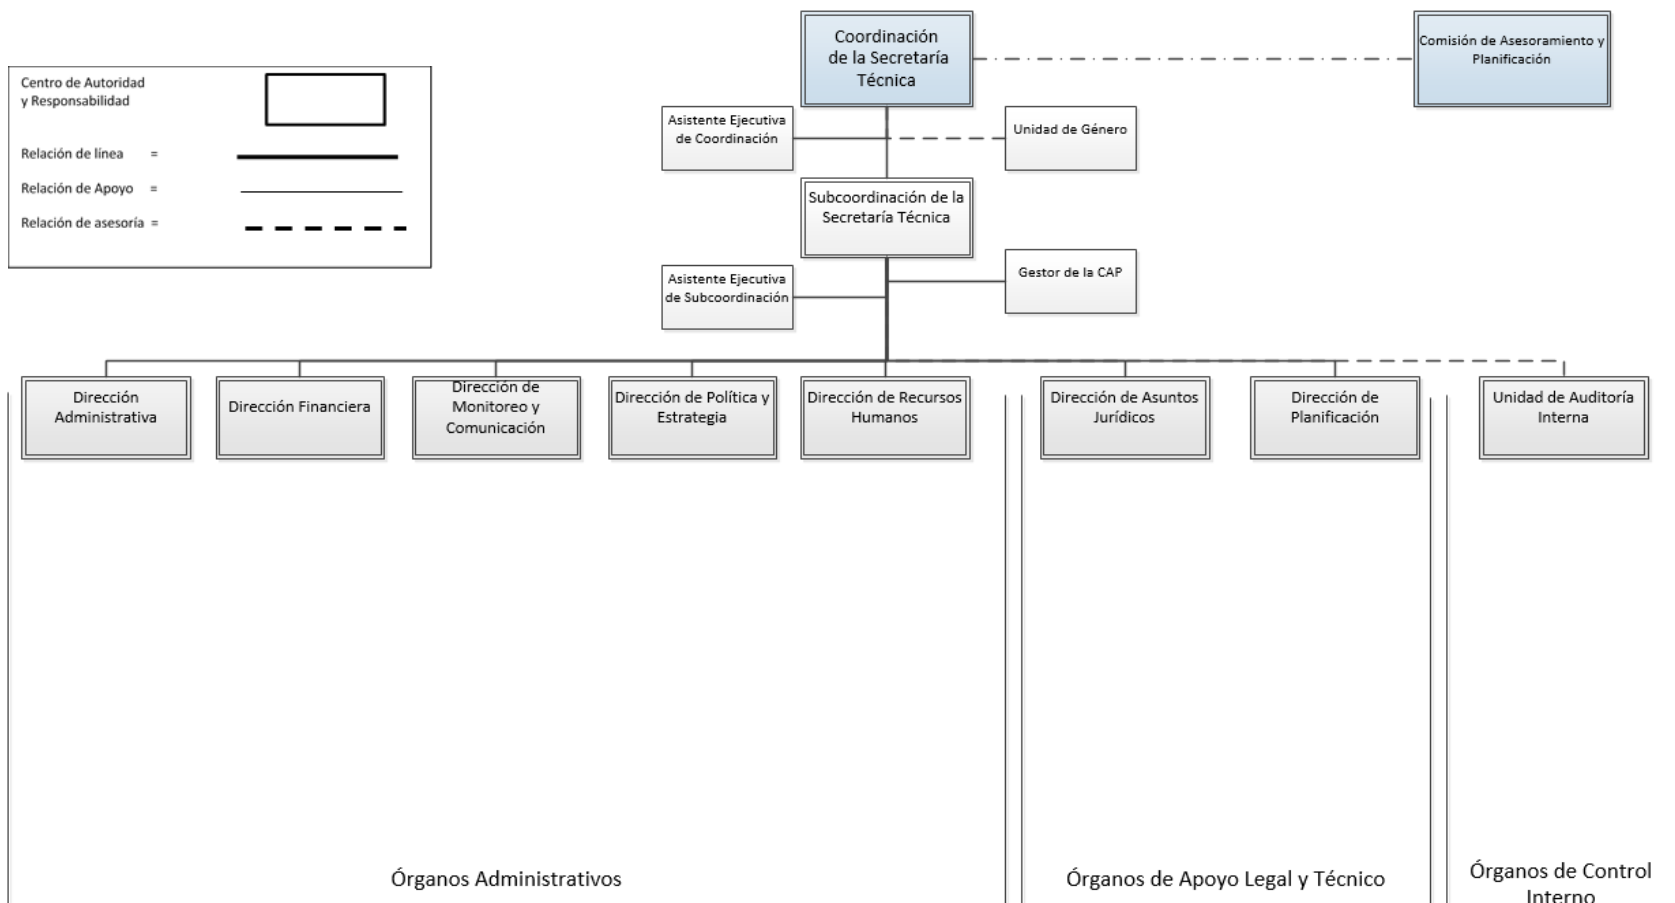 Coordinación
de la Secretaría
Técnica
Comisión de Asesoramiento y
Planificación
Centro de Autoridad
y Responsabilidad
Relación de línea =
Relación de Apoyo =
Relación de asesoría =
Asistente Ejecutiva
de Coordinación
Unidad de Género
Subcoordinación de la
Secretaría Técnica
Asistente Ejecutiva
de Subcoordinación
Gestor de la CAP
Dirección
Administrativa
Dirección Financiera
Dirección de
Monitoreo y
Comunicación
Dirección de Política y
Estrategia
Dirección de Recursos
Humanos
Dirección de Asuntos
Jurídicos
Dirección de
Planificación
Unidad de Auditoría
Interna
Órganos Administrativos
Órganos de Apoyo Legal y Técnico
Órganos de Control
Interno